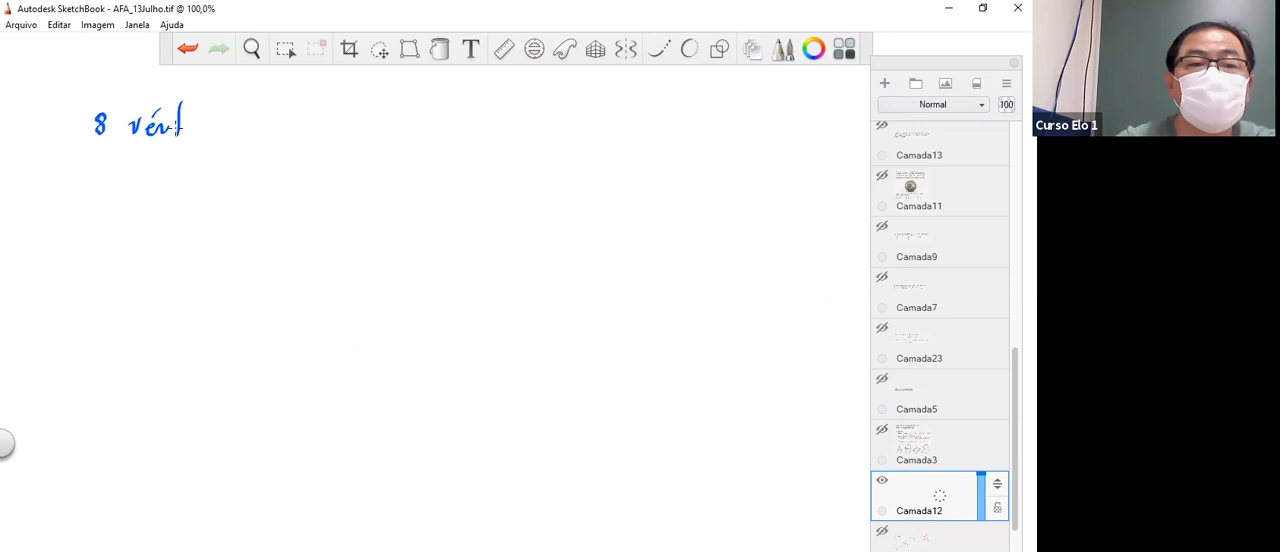 Autodesk SketchBook - AFA_13Julho.tif @ 100,0%
Arquivo Editar Imagem Janela Ajuda
Normal 100
8 vért
Curso Elo 1
Camada13
Camada11
Camada9
Camada7
Camada23
Camada5
Camada3
Camada12